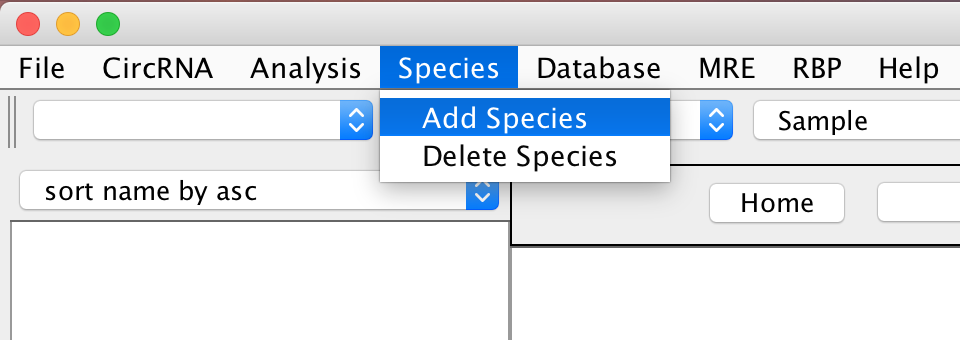 File CircRNA Analysis Species Database MRE RBP Help
Add Species
Sample
Delete Species
sort name by asc
Home